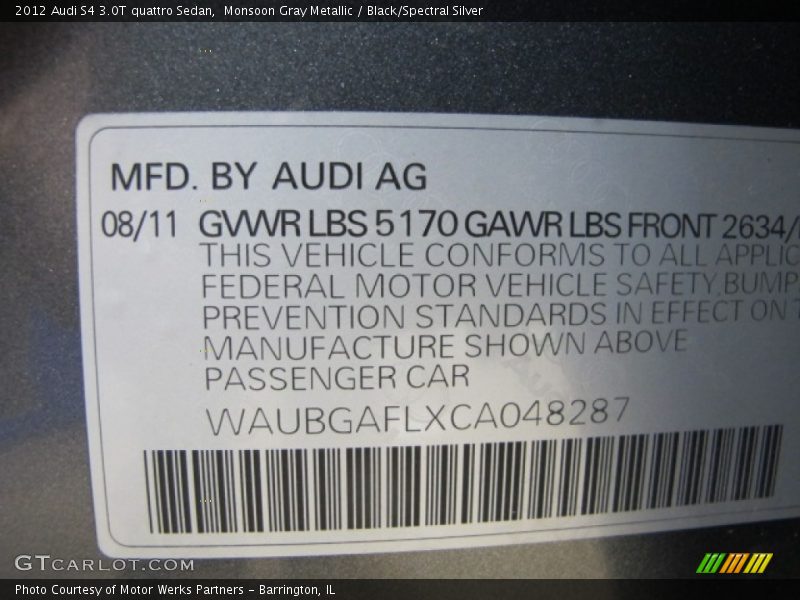 2012 Audi S4 3.0T quattro Sedan,  Monsoon Gray Metallic / Black/Spectral Silver
MFD. BY AUDI AG
08/11 GVWR LBS 5170 GAWR LBS FRONT 2634/
THIS VEHICLE CONFORMS TO ALL APPLIC
FEDERAL MOTOR VEHICLE SAFETY,BUMP
PREVENTION STANDARDS IN EFFECT ON T
MANUFACTURE SHOWN ABOVE
PASSENGER CAR
WAUBGAFLXCA048287
GTCARLOT.COM
Photo Courtesy of Motor Werks Partners – Barrington, IL